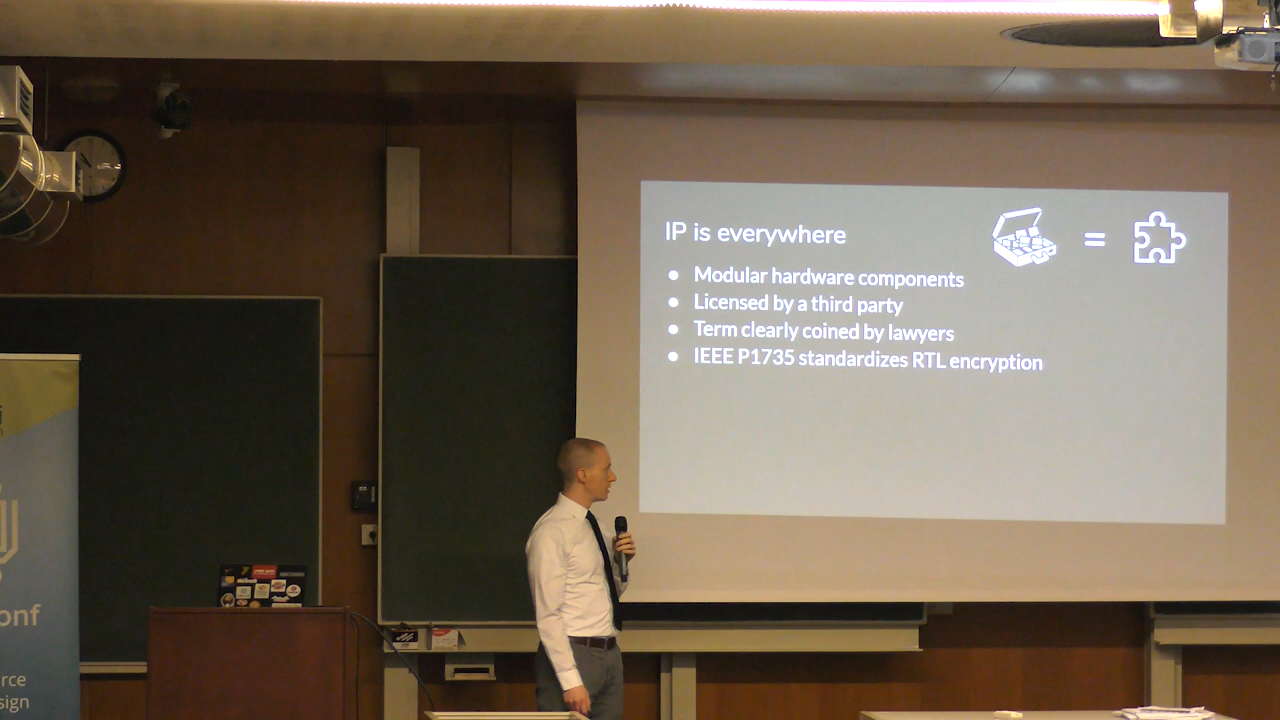 IP is everywhere
=
● Modular hardware components
● Licensed by a third party
● Term clearly coined by lawyers
● IEEE P1735 standardizes RTL encryption
onf
rce
sign